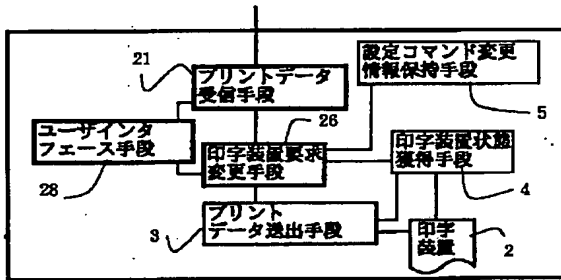 21
プリントデータ
受信手段
設定コマンド変更
情報保持手段
5
ユーザインタ
フェース手段
28
26
印字装置要求
変更手段
印字装置状態
獲得手段
4
プリント
データ送出手段
3
印字
装置
2